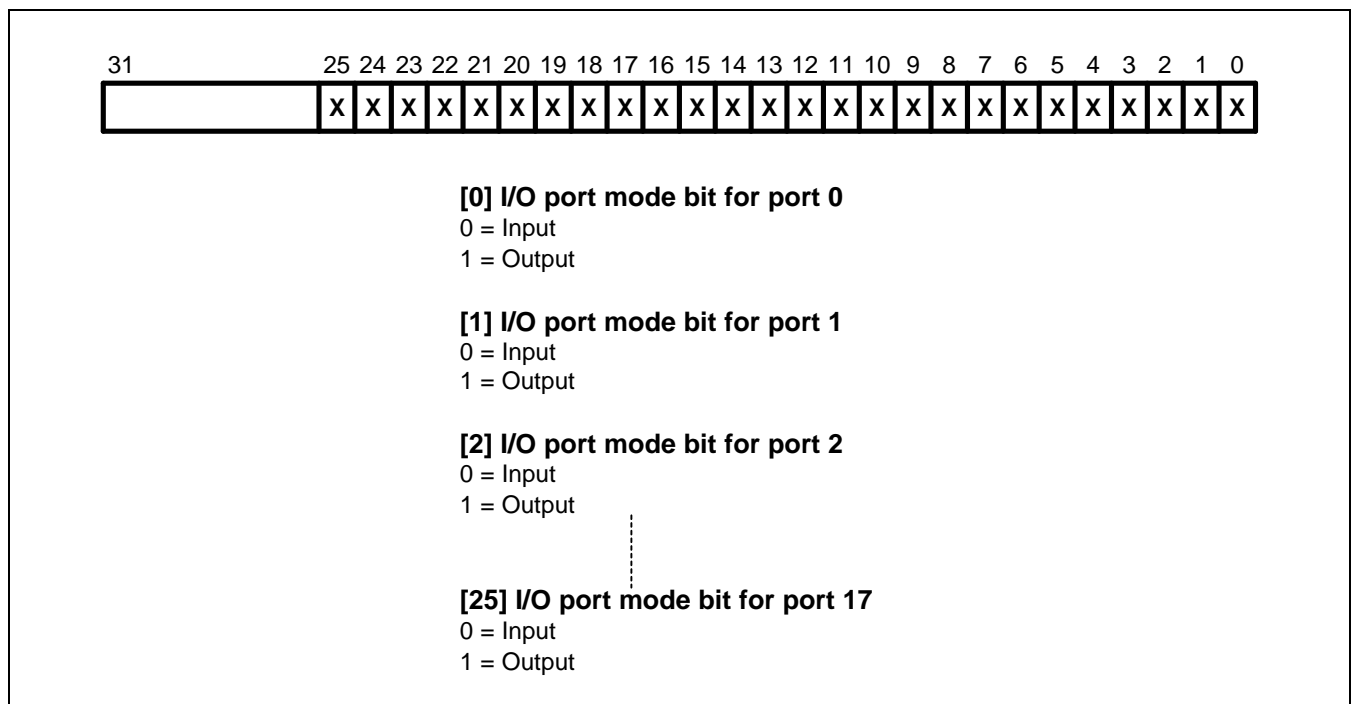 31 25 24 23 22 21 20 19 18 17 16 15 14 13 12 11 10 9 8 7 6 5 4 3 2 1 0
X X X X X X X X X X X X X X X X X X X X X X X X X X
[0] I/O port mode bit for port 0
0 = Input
1 = Output
[1] I/O port mode bit for port 1
0 = Input
1 = Output
[2] I/O port mode bit for port 2
0 = Input
1 = Output
[25] I/O port mode bit for port 17
0 = Input
1 = Output